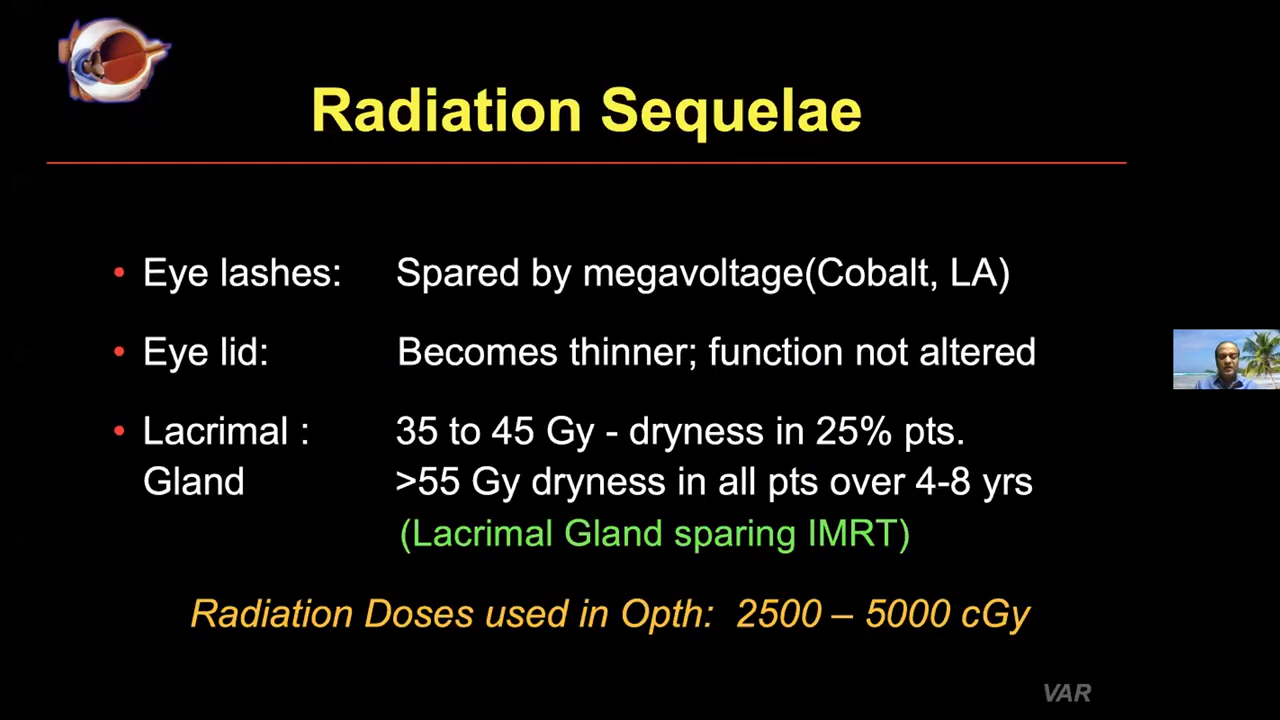 Radiation Sequelae
• Eye lashes: Spared by megavoltage(Cobalt, LA)
• Eye lid: Becomes thinner; function not altered
• Lacrimal : 35 to 45 Gy - dryness in 25% pts.
Gland >55 Gy dryness in all pts over 4-8 yrs
(Lacrimal Gland sparing IMRT)
Radiation Doses used in Opth: 2500 – 5000 cGy
VAR